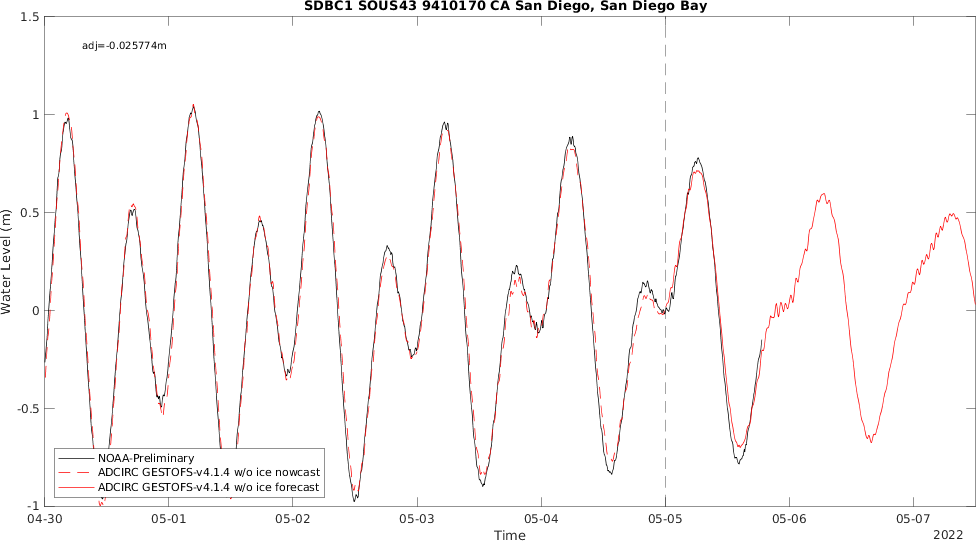 SDBC1 SOUS43 9410170 CA San Diego, San Diego Bay
adj=-0.025774m
Water Level (m)
1.5
1
0.5
0
-0.5
-1
NOAA-Preliminary
ADCIRC GESTOFS-v4.1.4 w/o ice nowcast
ADCIRC GESTOFS-v4.1.4 w/o ice forecast
04-30 05-01 05-02 05-03 05-04 05-05 05-06 05-07
Time
2022